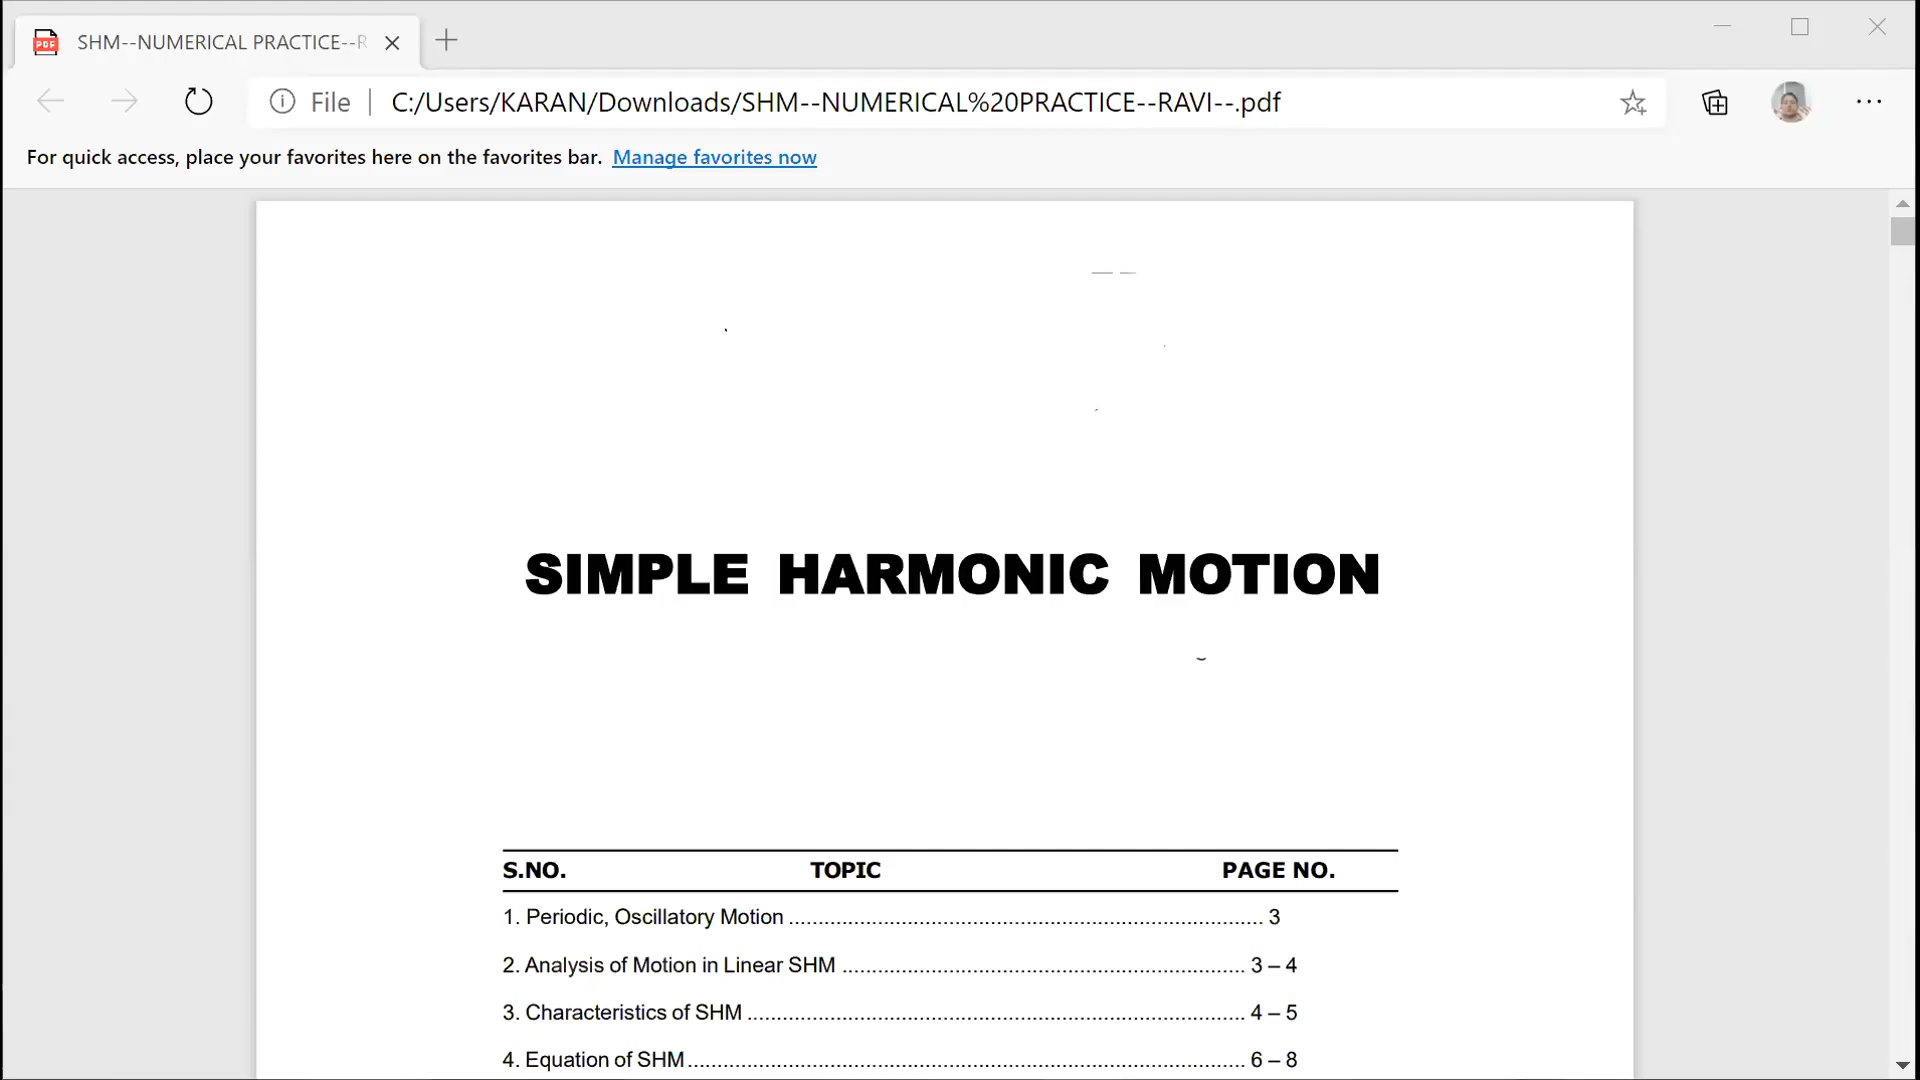 SHM--NUMERICAL PRACTICE--R
File | C:/Users/KARAN/Downloads/SHM--NUMERICAL%20PRACTICE--RAVI--.pdf
For quick access, place your favorites here on the favorites bar. Manage favorites now
SIMPLE HARMONIC MOTION
S.NO. TOPIC PAGE NO.
1. Periodic, Oscillatory Motion ................................................................................ 3
2. Analysis of Motion in Linear SHM .................................................................... 3 – 4
3. Characteristics of SHM .................................................................................... 4 – 5
4. Equation of SHM .............................................................................................. 6 – 8